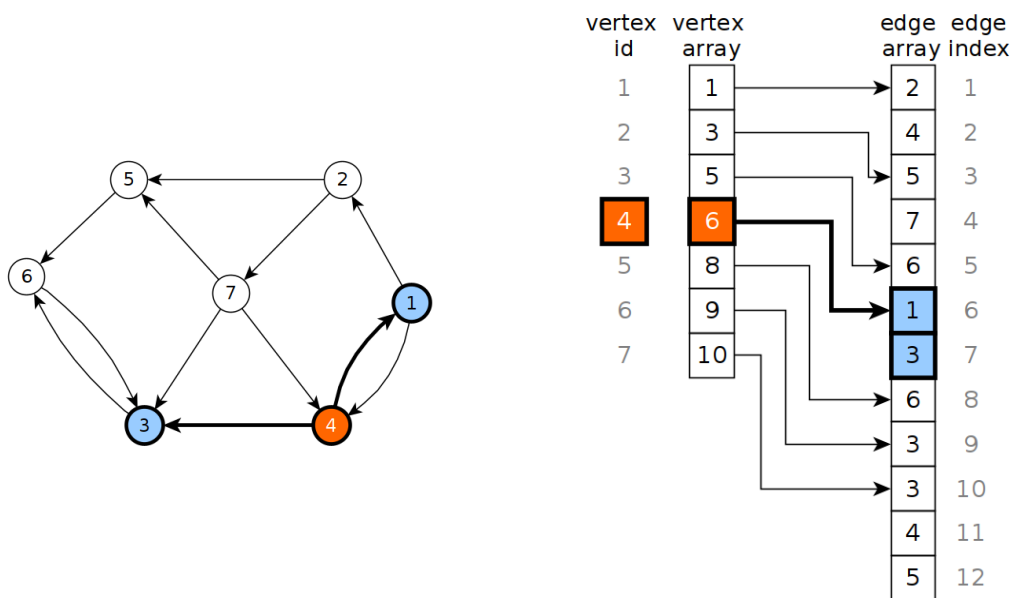 vertex id
vertex array
edge array
edge index
1 1 2 1
2 3 4 2
3 5 5 3
4 6 7 4
5 8 6 5
6 9 1 6
7 10 3 7
6 8
3 9
3 10
4 11
5 12
5 2
6
7
1
3 4